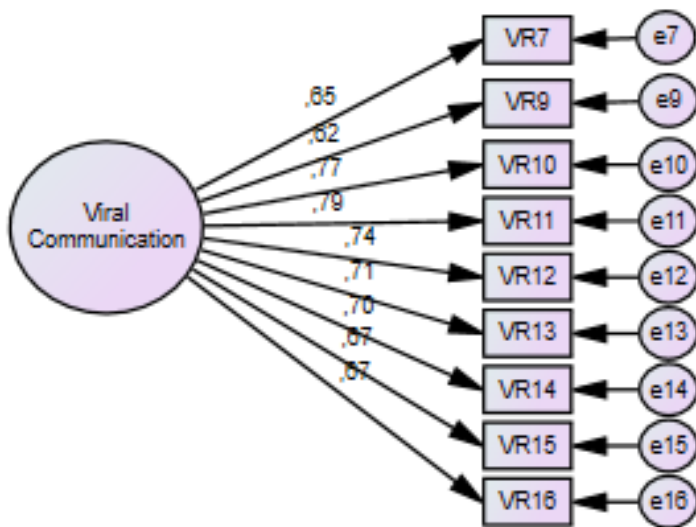 VR7
e7
,65
VR9
e9
,62
VR10
e10
,77
,79
VR11
e11
Viral
Communication
,74
VR12
e12
,71
VR13
e13
,70
,67
VR14
e14
,67
VR15
e15
VR16
e16